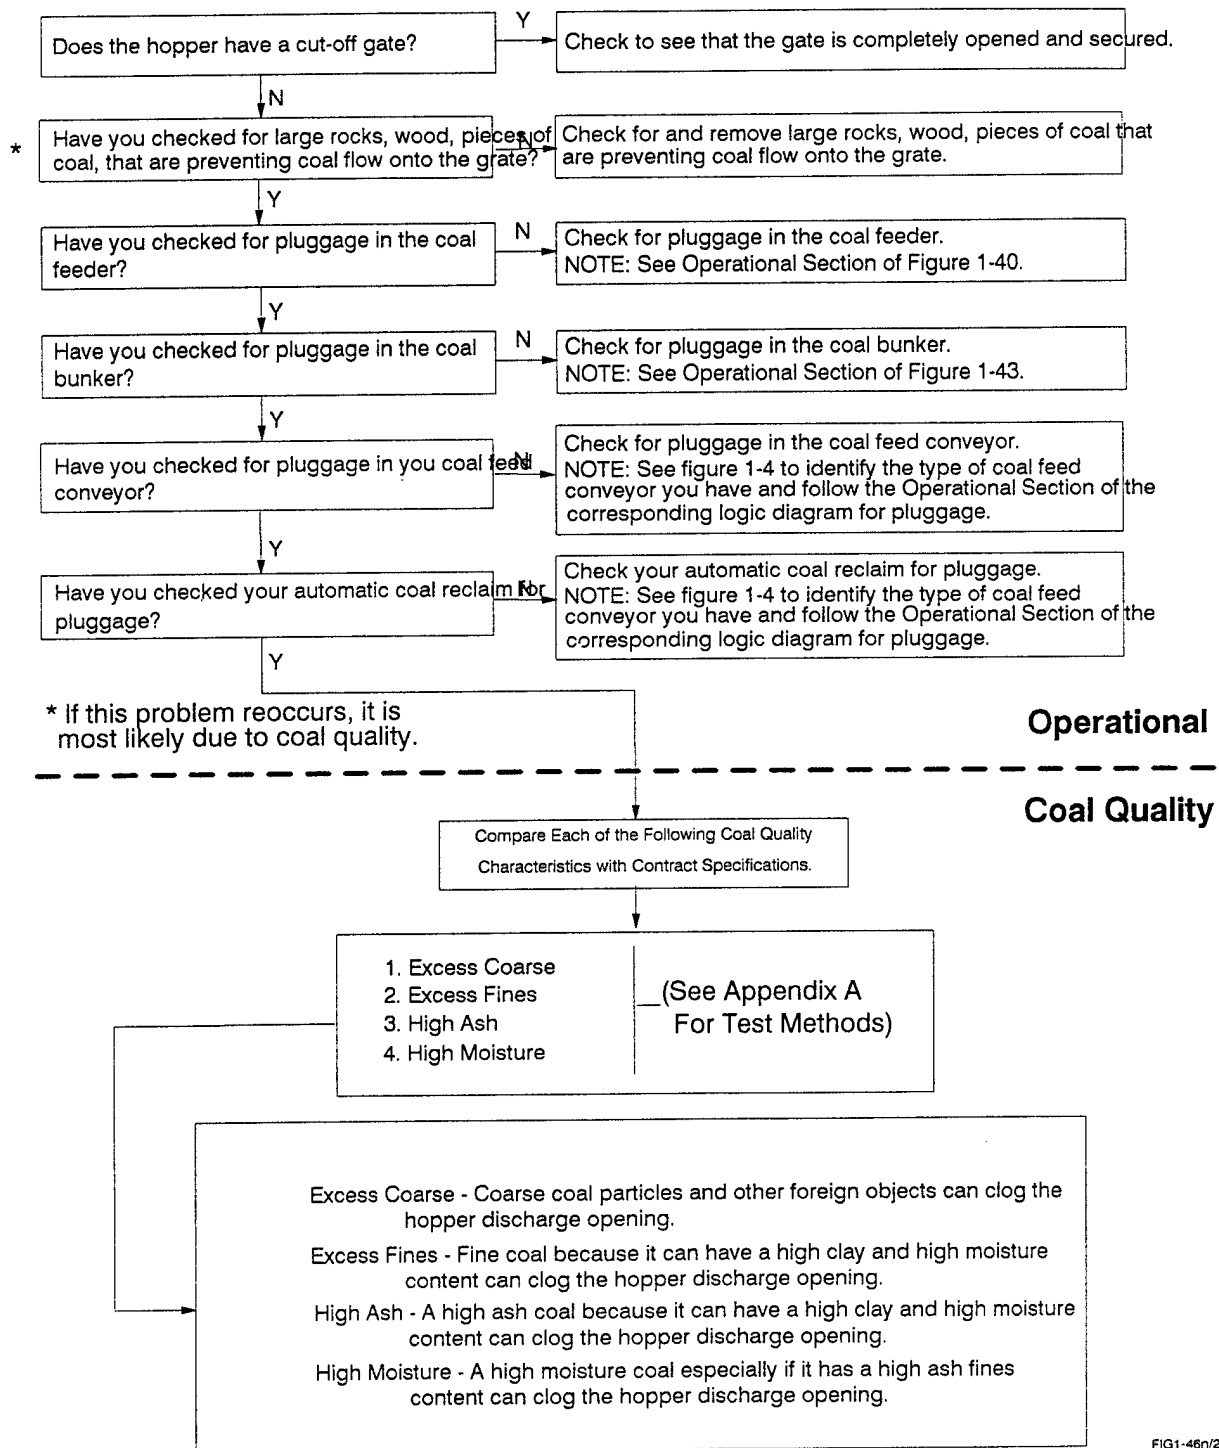 Does the hopper have a cut-off gate?
Y
Check to see that the gate is completely opened and secured.
N
*
Have you checked for large rocks, wood, pieces of
coal, that are preventing coal flow onto the grate?
N
Check for and remove large rocks, wood, pieces of coal that
are preventing coal flow onto the grate.
Y
Have you checked for pluggage in the coal
feeder?
N
Check for pluggage in the coal feeder.
NOTE: See Operational Section of Figure 1-40.
Y
Have you checked for pluggage in the coal
bunker?
N
Check for pluggage in the coal bunker.
NOTE: See Operational Section of Figure 1-43.
Y
Have you checked for pluggage in you coal feed
conveyor?
N
Check for pluggage in the coal feed conveyor.
NOTE: See figure 1-4 to identify the type of coal feed
conveyor you have and follow the Operational Section of the
corresponding logic diagram for pluggage.
Y
Have you checked your automatic coal reclaim for
pluggage?
N
Check your automatic coal reclaim for pluggage.
NOTE: See figure 1-4 to identify the type of coal feed
conveyor you have and follow the Operational Section of the
corresponding logic diagram for pluggage.
Y
* If this problem reoccurs, it is
most likely due to coal quality.
Operational
Coal Quality
Compare Each of the Following Coal Quality
Characteristics with Contract Specifications.
1. Excess Coarse
2. Excess Fines
3. High Ash
4. High Moisture
(See Appendix A
For Test Methods)
Excess Coarse - Coarse coal particles and other foreign objects can clog the
hopper discharge opening.
Excess Fines - Fine coal because it can have a high clay and high moisture
content can clog the hopper discharge opening.
High Ash - A high ash coal because it can have a high clay and high moisture
content can clog the hopper discharge opening.
High Moisture - A high moisture coal especially if it has a high ash fines
content can clog the hopper discharge opening.
FIG1-46n/2